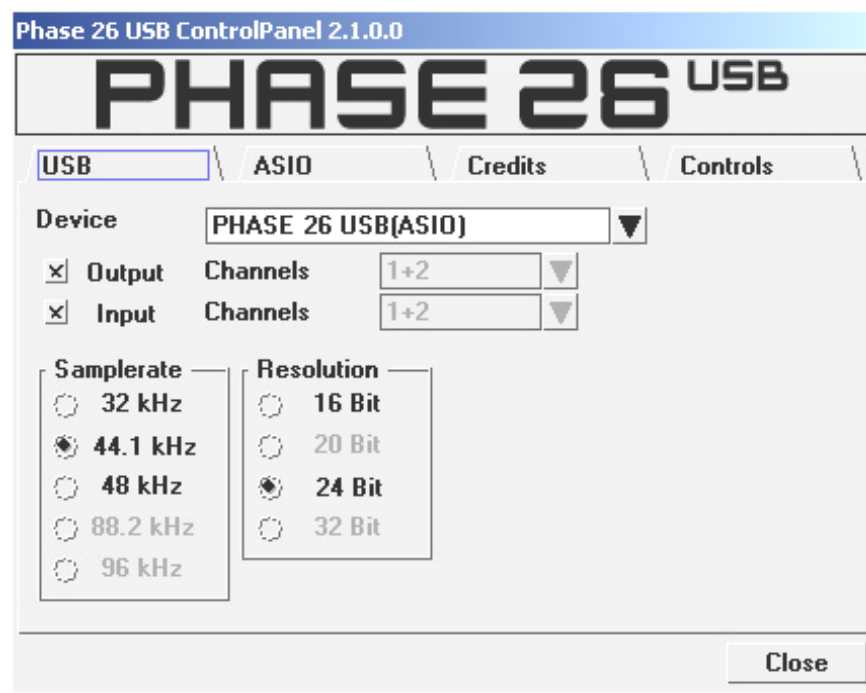 Phase 26 USB ControlPanel 2.1.0.0
PHASE 26 USB
USB ASIO Credits Controls
Device PHASE 26 USB(ASIO)
Output Channels 1+2
Input Channels 1+2
Samplerate Resolution
32 kHz 16 Bit
44.1 kHz 20 Bit
48 kHz 24 Bit
88.2 kHz 32 Bit
96 kHz
Close